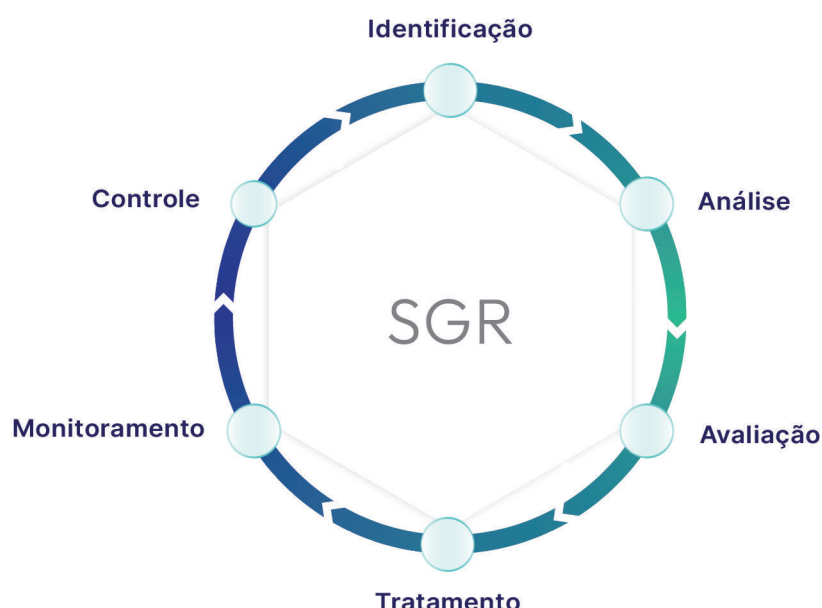 Identificação
Análise
Avaliação
Tratamento
Monitoramento
Controle
SGR